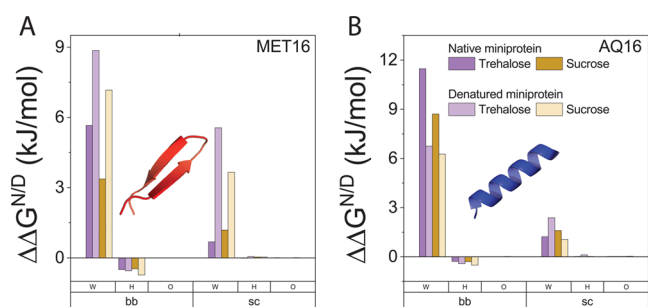 A
MET16
ΔΔG^N/D (kJ/mol)
9
6
3
0
W H O W H O
bb sc
B
AQ16
Native miniprotein
Trehalose Sucrose
Denatured miniprotein
Trehalose Sucrose
ΔΔG^N/D (kJ/mol)
12
9
6
3
0
W H O W H O
bb sc